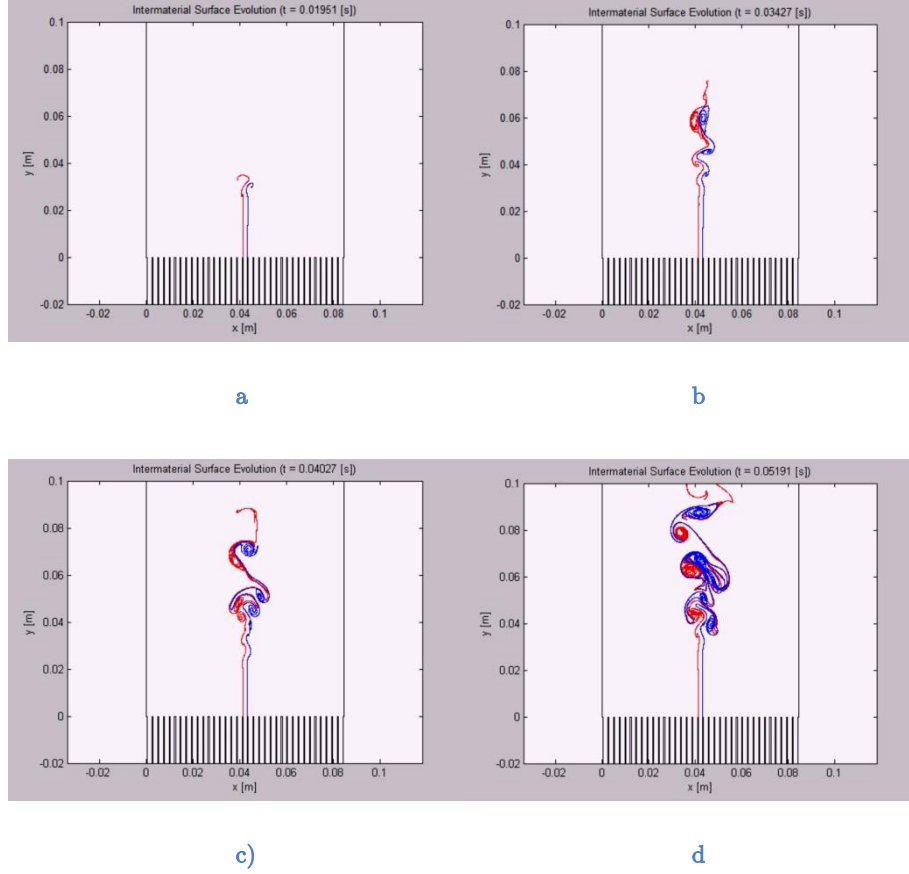 Intermaterial Surface Evolution (t = 0.01951 [s])
0.1
0.08
0.06
0.04
0.02
0
-0.02
y [m]
-0.02 0 0.02 0.04 0.06 0.08 0.1
x [m]
a
Intermaterial Surface Evolution (t = 0.03427 [s])
0.1
0.08
0.06
0.04
0.02
0
-0.02
y [m]
-0.02 0 0.02 0.04 0.06 0.08 0.1
x [m]
b
Intermaterial Surface Evolution (t = 0.04027 [s])
0.1
0.08
0.06
0.04
0.02
0
-0.02
y [m]
-0.02 0 0.02 0.04 0.06 0.08 0.1
x [m]
c)
Intermaterial Surface Evolution (t = 0.05191 [s])
0.1
0.08
0.06
0.04
0.02
0
-0.02
y [m]
-0.02 0 0.02 0.04 0.06 0.08 0.1
x [m]
d